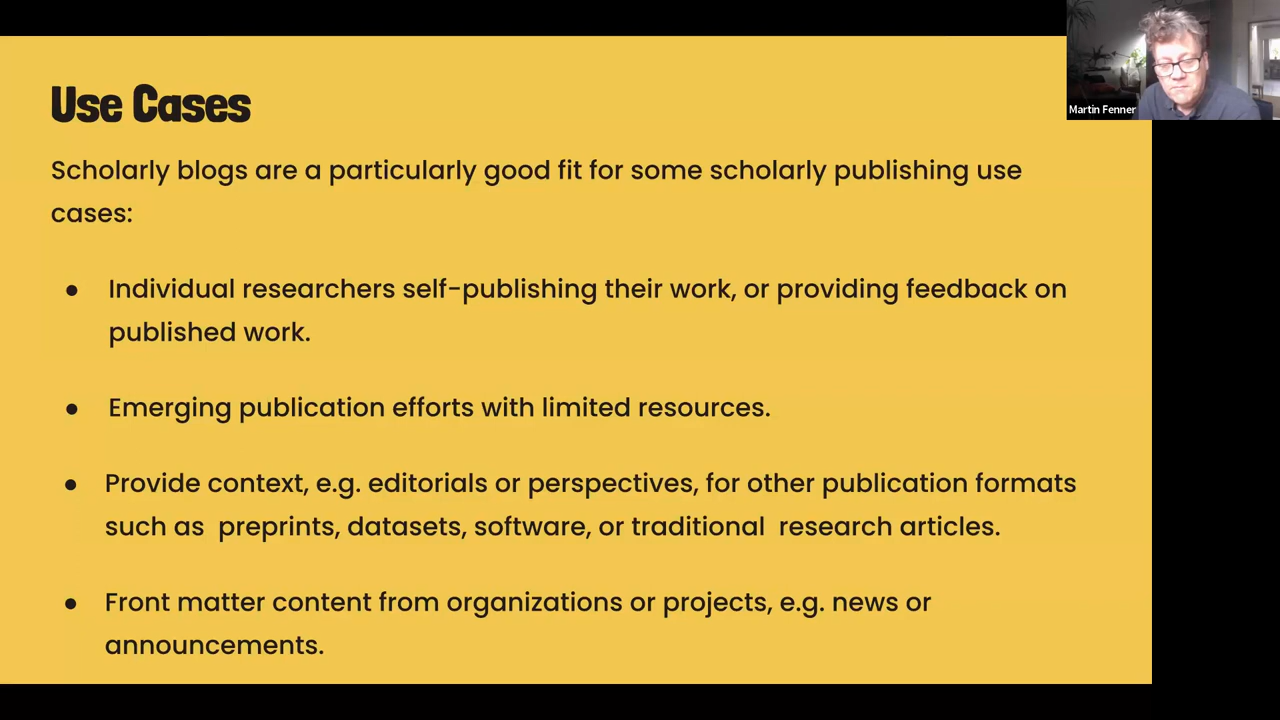 Use Cases
Scholarly blogs are a particularly good fit for some scholarly publishing use
cases:
● Individual researchers self-publishing their work, or providing feedback on
published work.
● Emerging publication efforts with limited resources.
● Provide context, e.g. editorials or perspectives, for other publication formats
such as  preprints, datasets, software, or traditional  research articles.
● Front matter content from organizations or projects, e.g. news or
announcements.
Martin Fenner